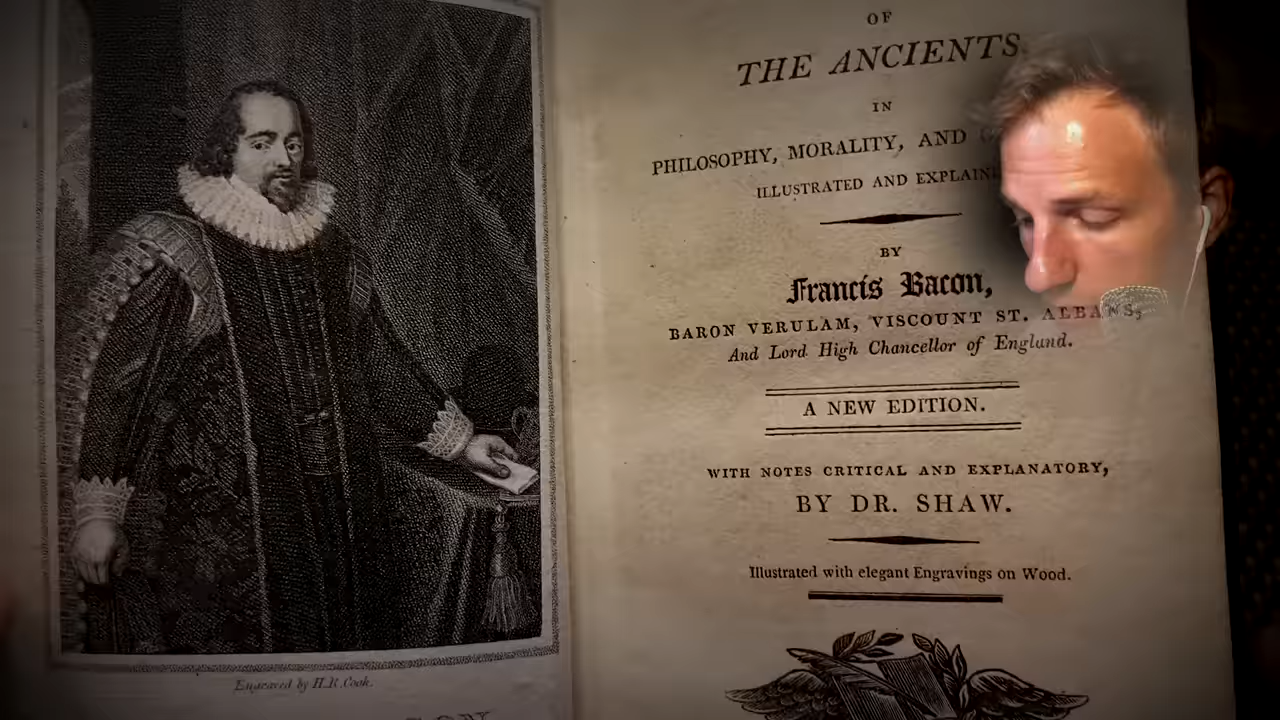 Engraved by H.R. Cook.
OF
THE ANCIENTS
IN
PHILOSOPHY, MORALITY, AND
ILLUSTRATED AND
BY
Francis Bacon,
BARON VERULAM, VISCOUNT ST. ALBANS,
And Lord High Chancellor of England.
A NEW EDITION.
WITH NOTES CRITICAL AND EXPLANATORY,
BY DR. SHAW.
Illustrated with elegant Engravings on Wood.